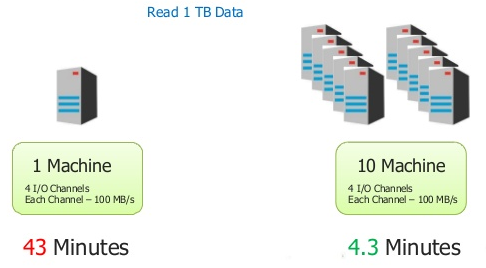 Read 1 TB Data
1 Machine
4 I/O Channels
Each Channel – 100 MB/s
43 Minutes
10 Machine
4 I/O Channels
Each Channel – 100 MB/s
4.3 Minutes